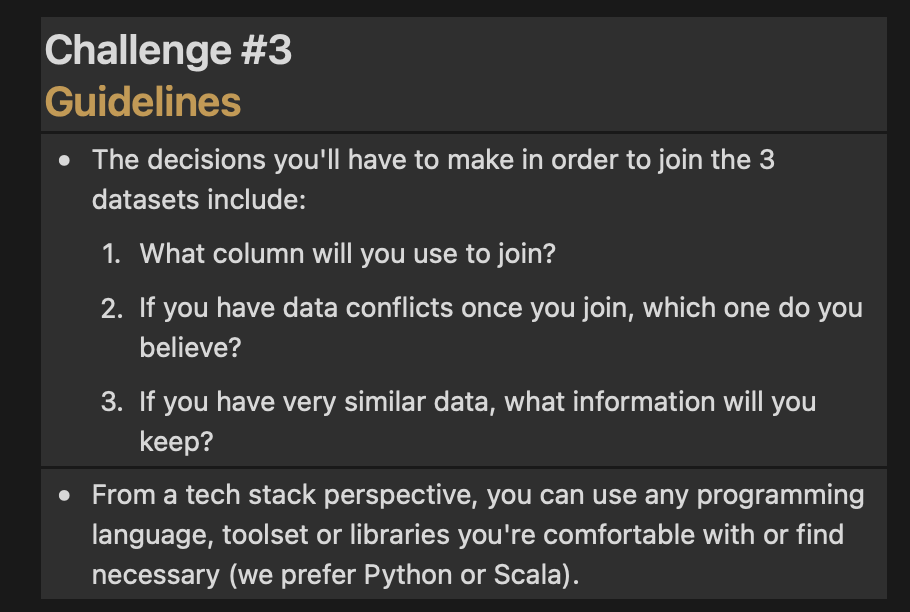 Challenge #3
Guidelines
• The decisions you'll have to make in order to join the 3
datasets include:
1. What column will you use to join?
2. If you have data conflicts once you join, which one do you
believe?
3. If you have very similar data, what information will you
keep?
• From a tech stack perspective, you can use any programming
language, toolset or libraries you're comfortable with or find
necessary (we prefer Python or Scala).